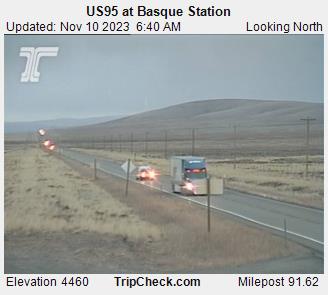 US95 at Basque Station
Updated: Nov 10 2023 6:40 AM Looking North
Elevation 4460 TripCheck.com Milepost 91.62